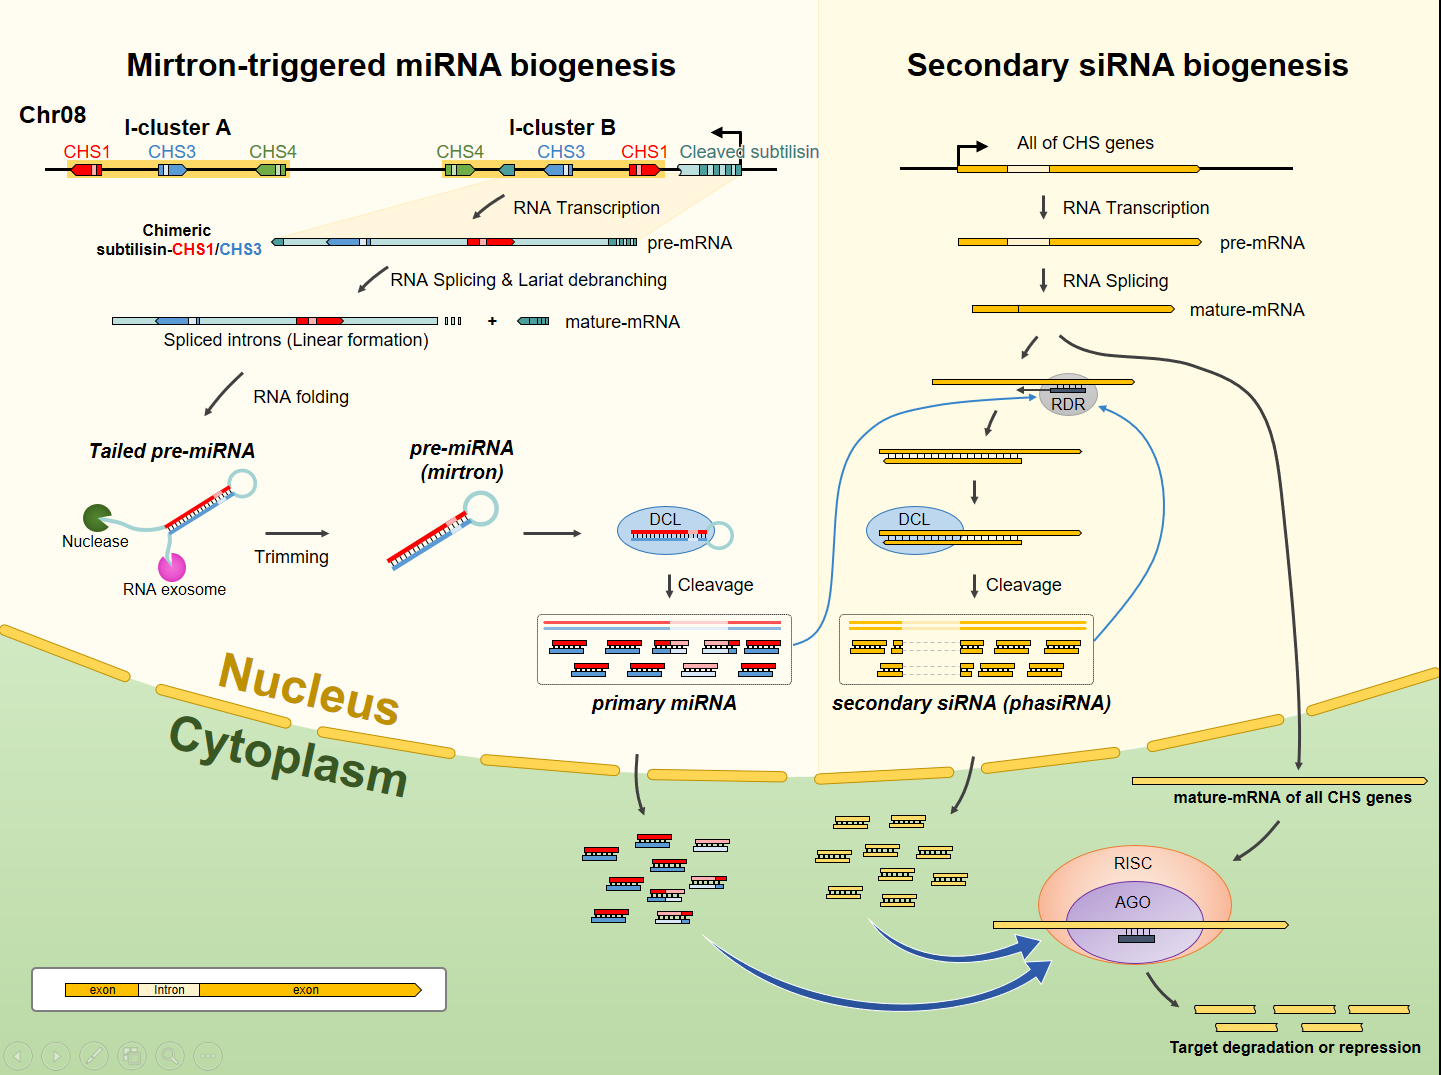 Mirtron-triggered miRNA biogenesis
Secondary siRNA biogenesis
Chr08
I-cluster A
I-cluster B
CHS1
CHS3
CHS4
CHS4
CHS3
CHS1
Cleaved subtilisin
All of CHS genes
RNA Transcription
RNA Transcription
Chimeric
subtilisin-CHS1/CHS3
pre-mRNA
pre-mRNA
RNA Splicing & Lariat debranching
RNA Splicing
+
mature-mRNA
mature-mRNA
Spliced introns (Linear formation)
RNA folding
RDR
Tailed pre-miRNA
pre-miRNA
(mirtron)
Nuclease
RNA exosome
Trimming
DCL
DCL
Cleavage
Cleavage
primary miRNA
secondary siRNA (phasiRNA)
Nucleus
Cytoplasm
mature-mRNA of all CHS genes
RISC
AGO
exon
Intron
exon
Target degradation or repression